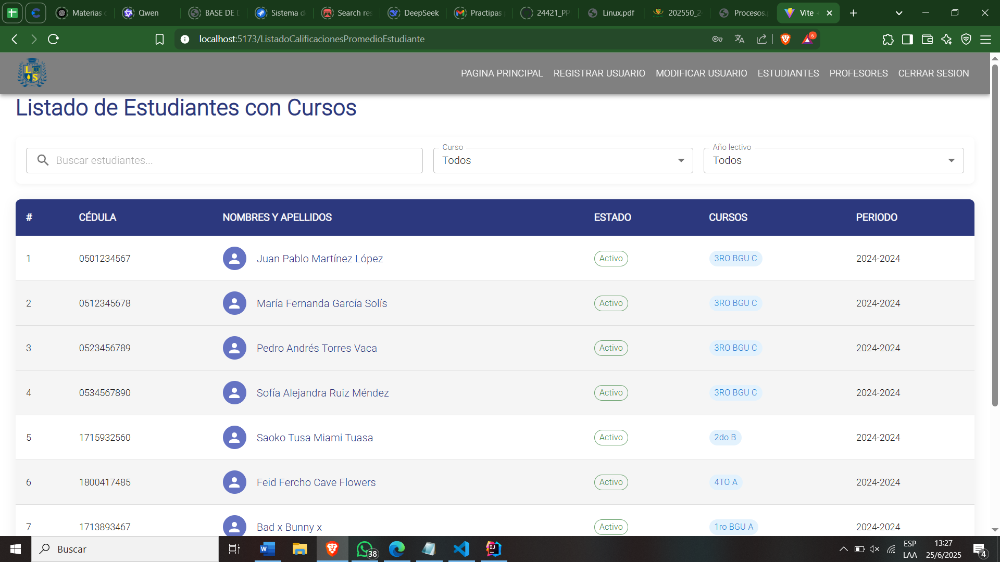 Materias
Qwen
BASE DE
Sistema d
Search res
DeepSeek
Practipas
24421_PP
Linux.pdf
202550_2
Procesos.
Vite
localhost:5173/ListadoCalificacionesPromedioEstudiante
6
L S
PAGINA PRINCIPAL REGISTRAR USUARIO MODIFICAR USUARIO ESTUDIANTES PROFESORES CERRAR SESION
Listado de Estudiantes con Cursos
Curso
Año lectivo
Buscar estudiantes...
Todos
Todos
# CÉDULA NOMBRES Y APELLIDOS ESTADO CURSOS PERIODO
1 0501234567 Juan Pablo Martínez López Activo 3RO BGU C 2024-2024
2 0512345678 María Fernanda García Solís Activo 3RO BGU C 2024-2024
3 0523456789 Pedro Andrés Torres Vaca Activo 3RO BGU C 2024-2024
4 0534567890 Sofía Alejandra Ruiz Méndez Activo 3RO BGU C 2024-2024
5 1715932560 Saoko Tusa Miami Tuasa Activo 2do B 2024-2024
6 1800417485 Feid Fercho Cave Flowers Activo 4TO A 2024-2024
7 1713893467 Bad x Bunny x Activo 1ro BGU A 2024-2024
Buscar
38
ESP
LAA
13:27
25/6/2025
4